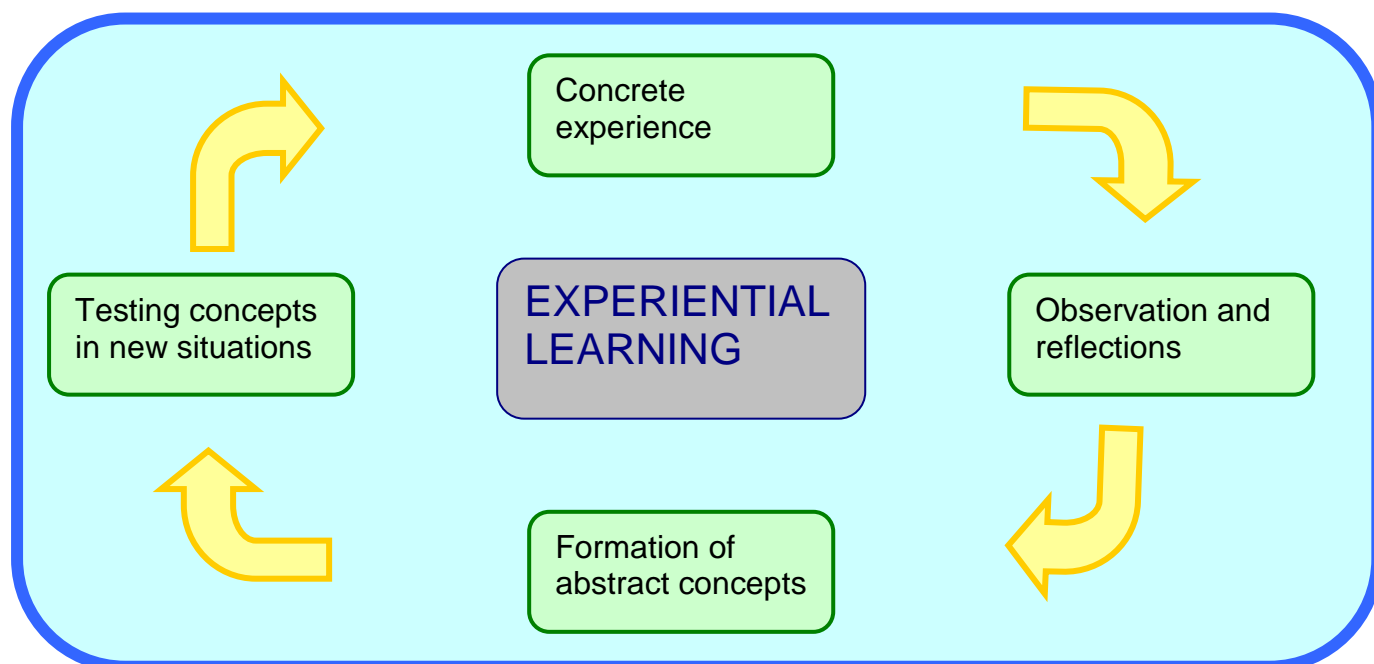 Concrete
experience
Testing concepts
in new situations
EXPERIENTIAL
LEARNING
Observation and
reflections
Formation of
abstract concepts